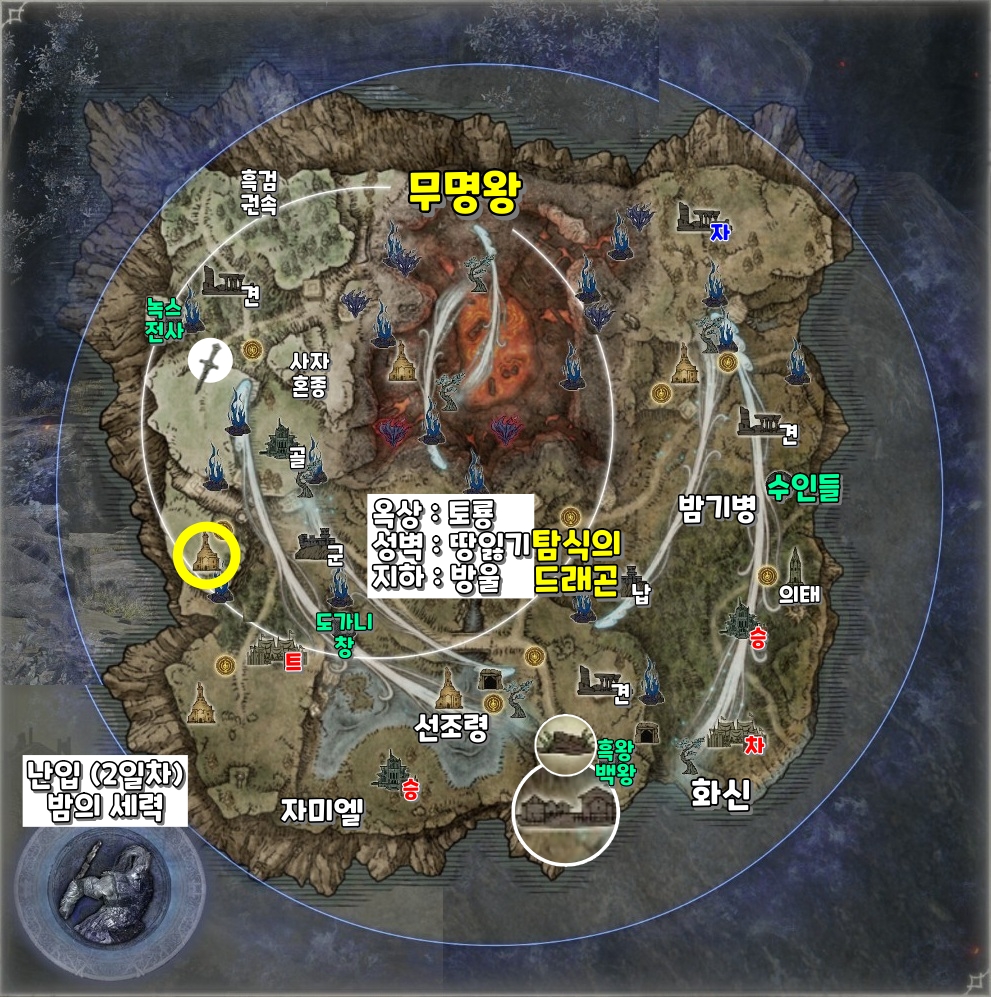 흑검
권속
무명왕
자
견
녹스
전사
사자
혼종
견
골
수인들
밤기병
옥상 : 토룡
성벽 : 땅잃기
지하 : 방울
탐식의
드래곤
군
납
의태
도가니
창
승
트
견
선조령
흑왕
백왕
차
화신
승
자미엘
난입 (2일차)
밤의 세력